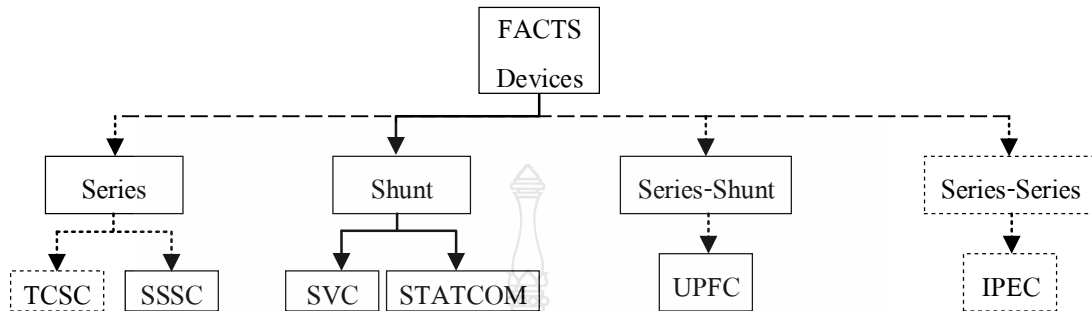 FACTS
Devices
Series
Shunt
Series-Shunt
Series-Series
TCSC
SSSC
SVC
STATCOM
UPFC
IPEC